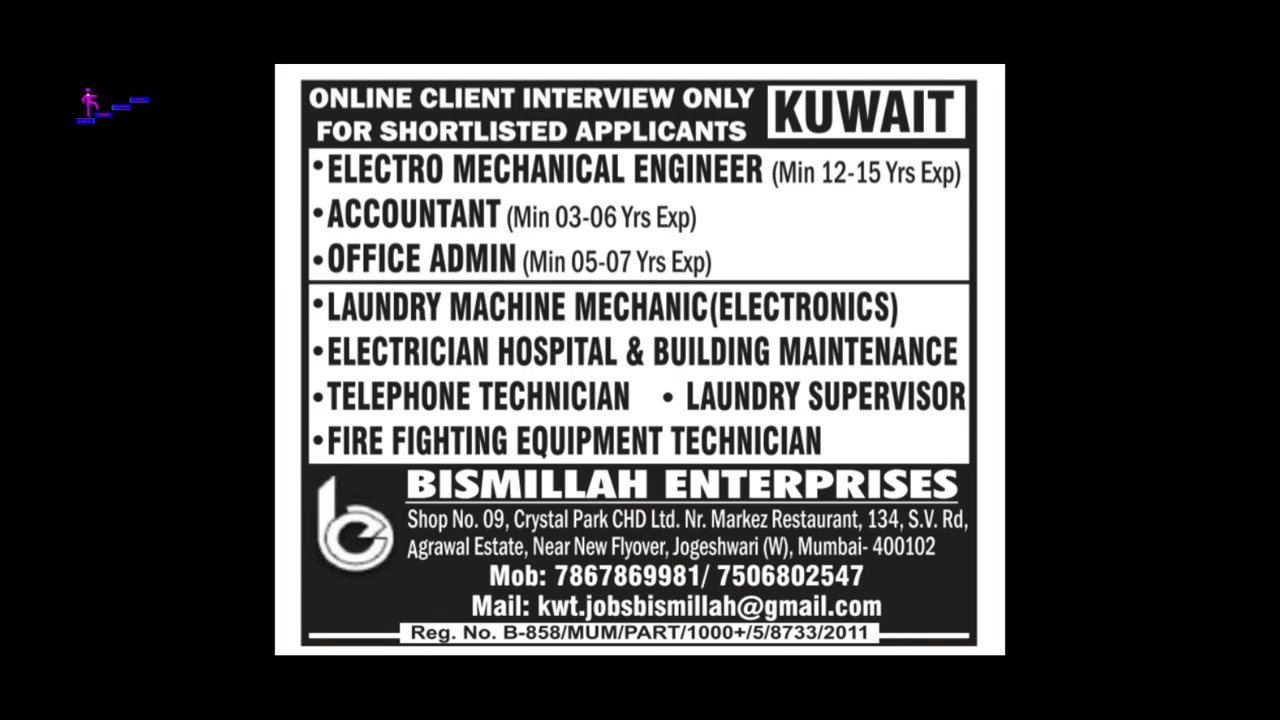 ONLINE CLIENT INTERVIEW ONLY
FOR SHORTLISTED APPLICANTS
KUWAIT
• ELECTRO MECHANICAL ENGINEER (Min 12-15 Yrs Exp)
• ACCOUNTANT (Min 03-06 Yrs Exp)
• OFFICE ADMIN (Min 05-07 Yrs Exp)
• LAUNDRY MACHINE MECHANIC(ELECTRONICS)
• ELECTRICIAN HOSPITAL & BUILDING MAINTENANCE
• TELEPHONE TECHNICIAN • LAUNDRY SUPERVISOR
• FIRE FIGHTING EQUIPMENT TECHNICIAN
be
BISMILLAH ENTERPRISES
Shop No. 09, Crystal Park CHD Ltd. Nr. Markez Restaurant, 134, S.V. Rd,
Agrawal Estate, Near New Flyover, Jogeshwari (W), Mumbai- 400102
Mob: 7867869981/ 7506802547
Mail: kwt.jobsbismillah@gmail.com
Reg. No. B-858/MUM/PART/1000+/5/8733/2011